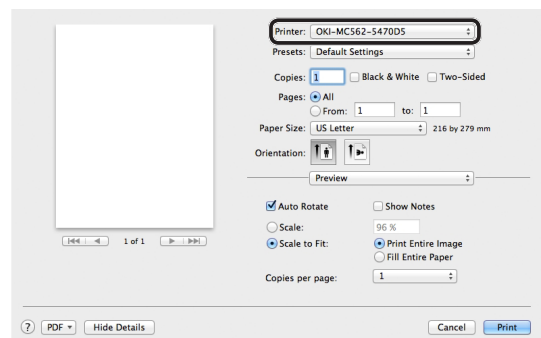 Printer: OKI-MC562-5470D5
Presets: Default Settings
Copies: 1 Black & White Two-Sided
Pages: All
From: 1 to: 1
Paper Size: US Letter 216 by 279 mm
Orientation:
Preview
Auto Rotate Show Notes
Scale: 96 %
Scale to Fit: Print Entire Image
Fill Entire Paper
Copies per page: 1
1 of 1
? PDF Hide Details Cancel Print